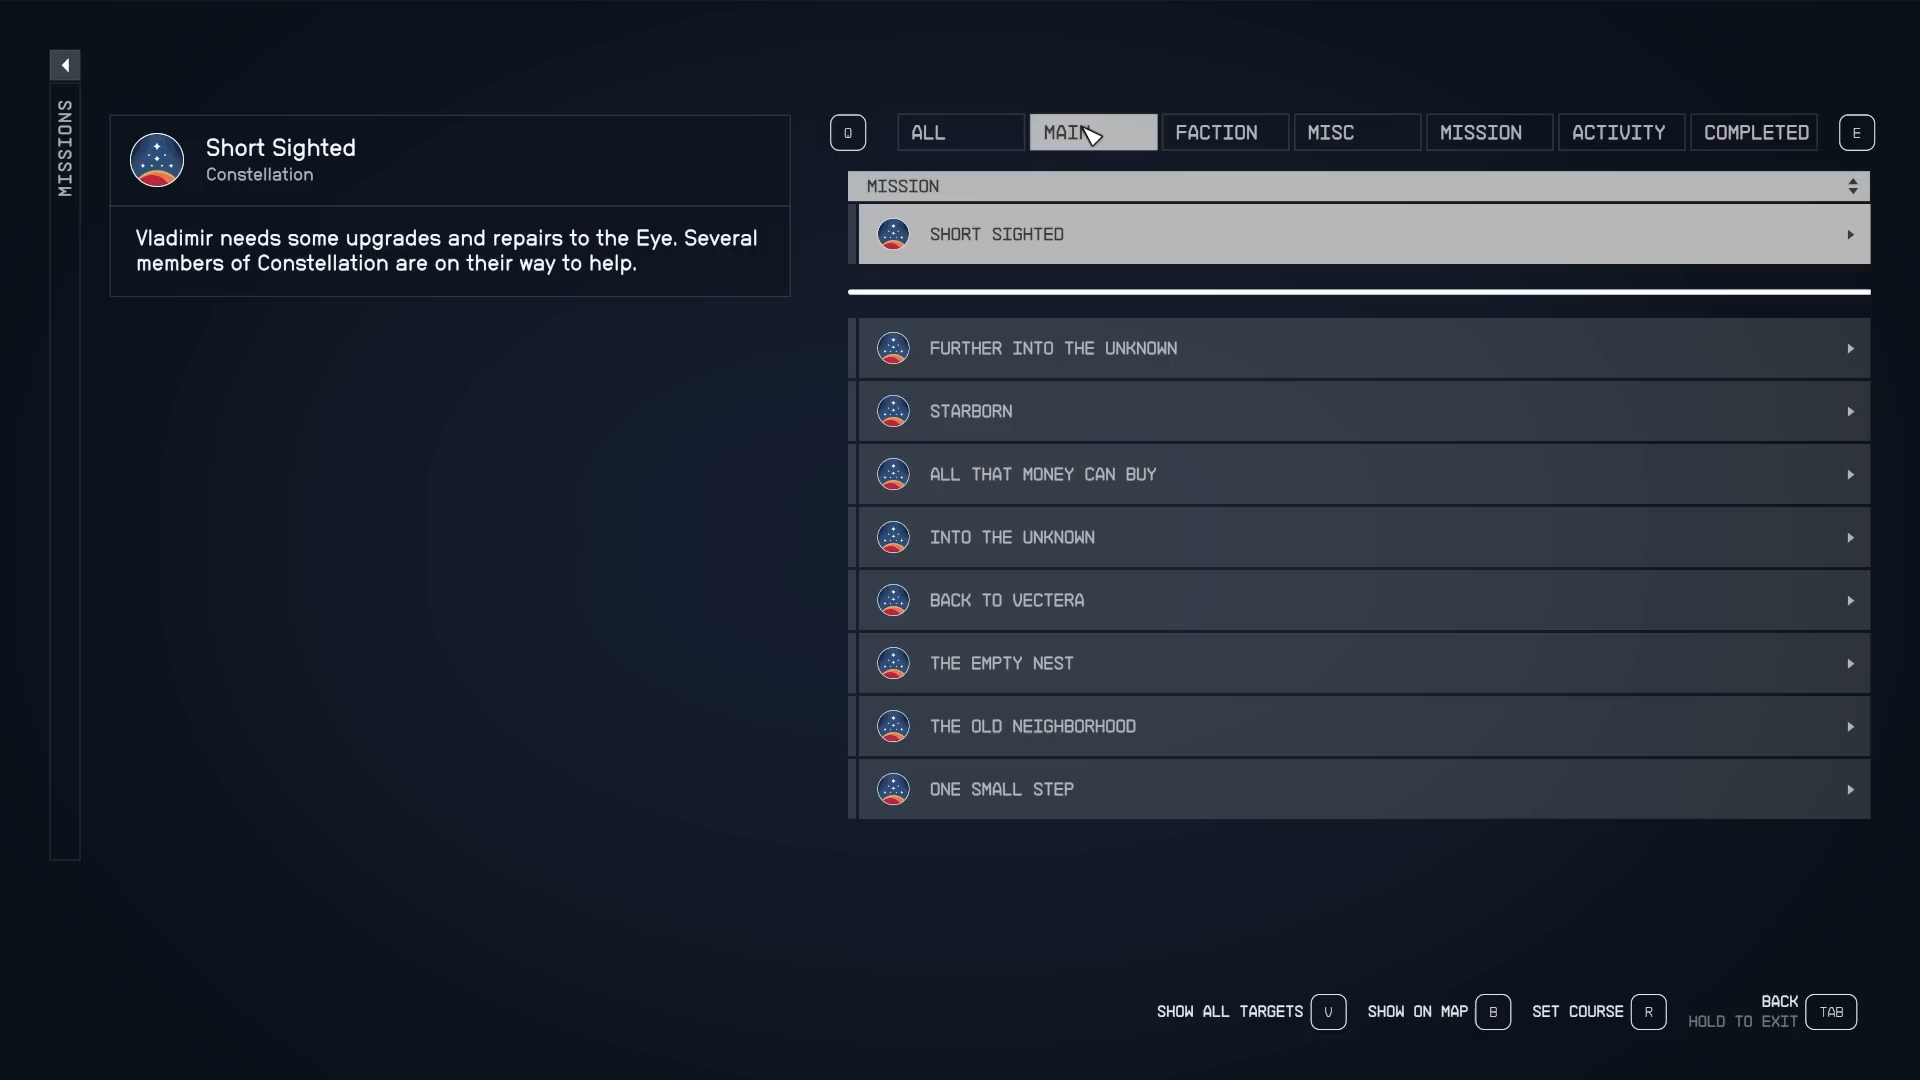 MISSIONS
Short Sighted
Constellation
Vladimir needs some upgrades and repairs to the Eye. Several
members of Constellation are on their way to help.
Q ALL MAIN FACTION MISC MISSION ACTIVITY COMPLETED E
MISSION
SHORT SIGHTED
FURTHER INTO THE UNKNOWN
STARBORN
ALL THAT MONEY CAN BUY
INTO THE UNKNOWN
BACK TO VECTERA
THE EMPTY NEST
THE OLD NEIGHBORHOOD
ONE SMALL STEP
SHOW ALL TARGETS V SHOW ON MAP B SET COURSE R BACK TAB
HOLD TO EXIT